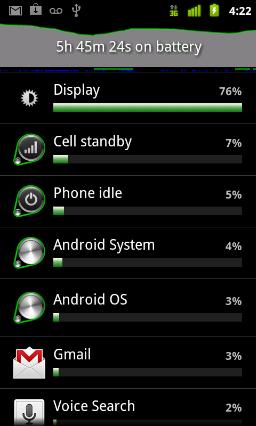 3G 4:22
5h 45m 24s on battery
Display 76%
Cell standby 7%
Phone idle 5%
Android System 4%
Android OS 3%
Gmail 3%
Voice Search 2%